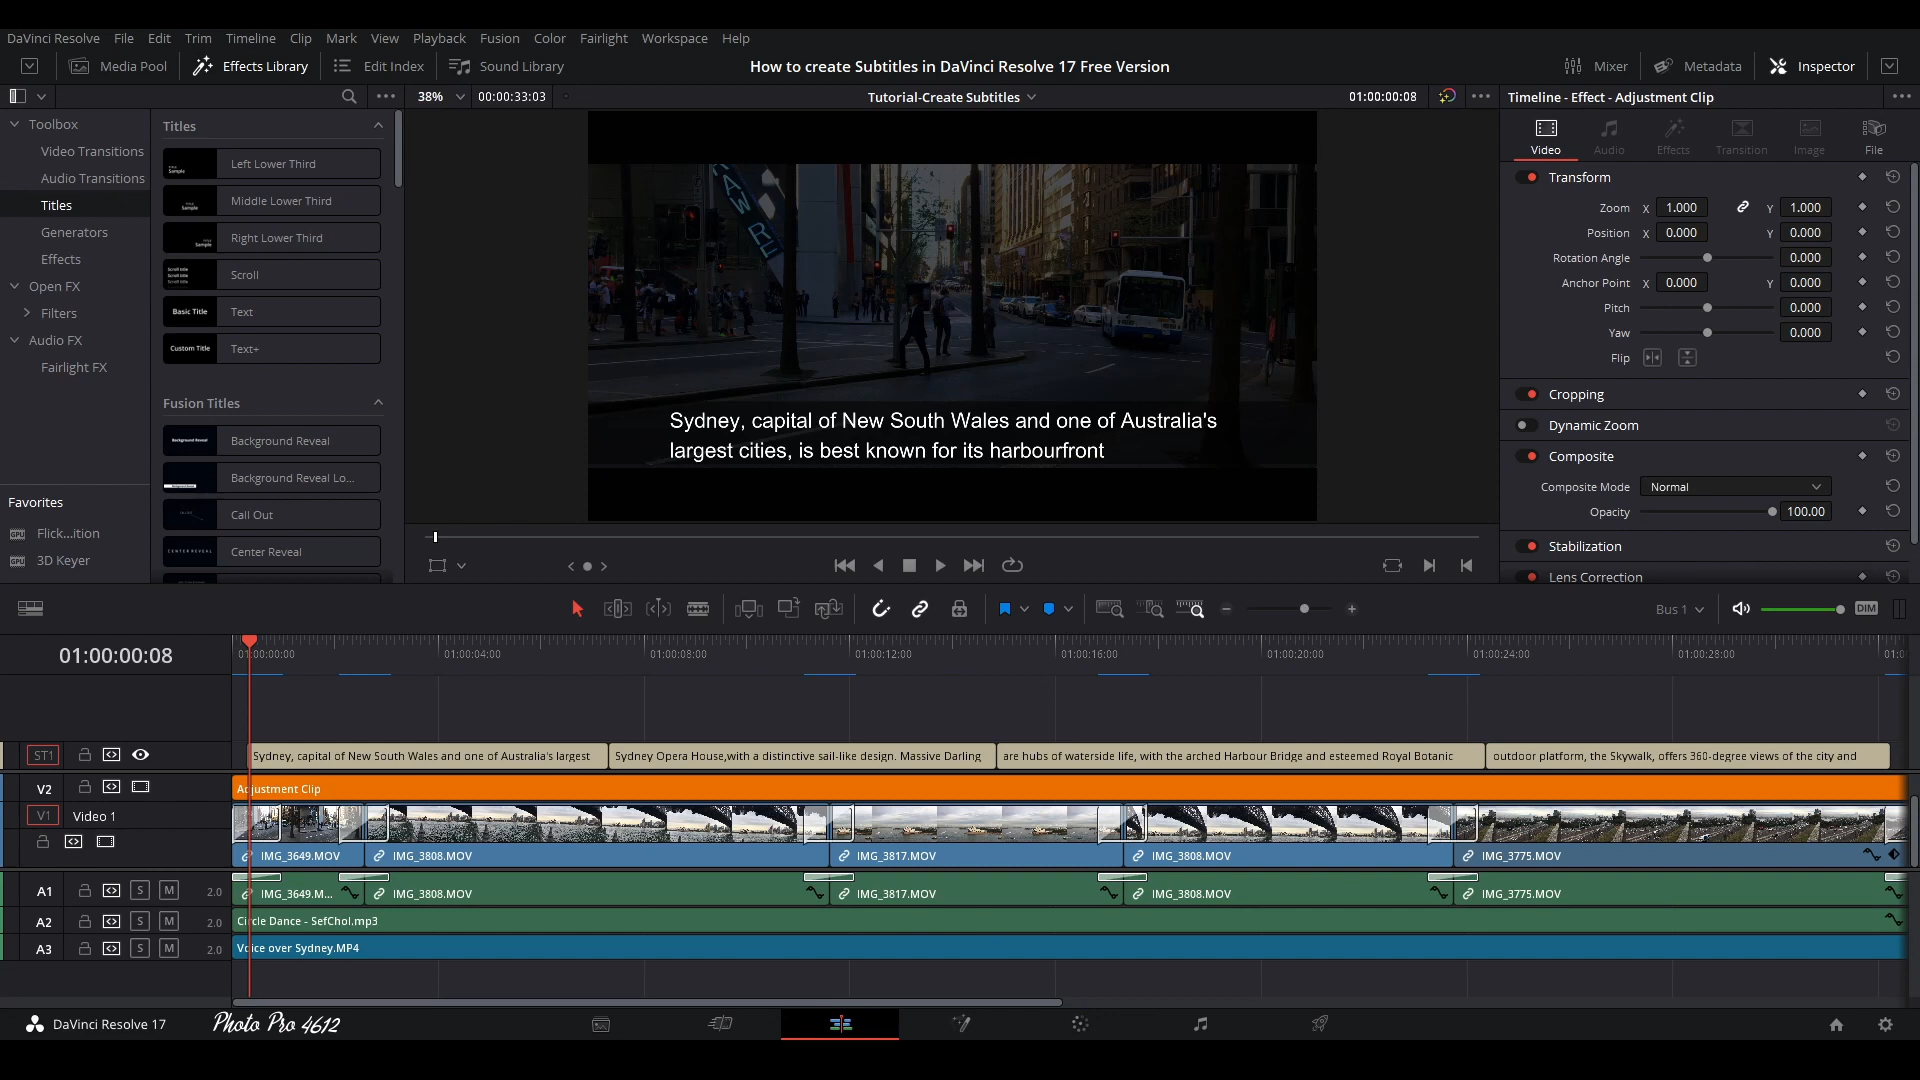 DaVinci Resolve File Edit Trim Timeline Clip Mark View Playback Fusion Color Fairlight Workspace Help
Media Pool Effects Library Edit Index Sound Library How to create Subtitles in DaVinci Resolve 17 Free Version Mixer Metadata Inspector
38% 00:00:33:03 Tutorial-Create Subtitles 01:00:00:08 Timeline - Effect - Adjustment Clip
Toolbox
Video Transitions
Audio Transitions
Titles
Generators
Effects
Open FX
Filters
Audio FX
Fairlight FX
Favorites
Flick...ition
3D Keyer
Titles
Left Lower Third
Middle Lower Third
Right Lower Third
Scroll
Basic Title Text
Custom Title Text+
Fusion Titles
Background Reveal Background Reveal
Background Reveal Lo...
Call Out
CENTER REVEAL Center Reveal
Sydney, capital of New South Wales and one of Australia's
largest cities, is best known for its harbourfront
Video Audio Effects Transition Image File
Transform
Zoom X 1.000 Y 1.000
Position X 0.000 Y 0.000
Rotation Angle 0.000
Anchor Point X 0.000 Y 0.000
Pitch 0.000
Yaw 0.000
Flip
Cropping
Dynamic Zoom
Composite
Composite Mode Normal
Opacity 100.00
Stabilization
Lens Correction
Bus 1 DIM
01:00:00:08 01:00:00:00 01:00:04:00 01:00:08:00 01:00:12:00 01:00:16:00 01:00:20:00 01:00:24:00 01:00:28:00
ST1 Sydney, capital of New South Wales and one of Australia's largest Sydney Opera House,with a distinctive sail-like design. Massive Darling are hubs of waterside life, with the arched Harbour Bridge and esteemed Royal Botanic outdoor platform, the Skywalk, offers 360-degree views of the city and
V2 Adjustment Clip
V1 Video 1
IMG_3649.MOV IMG_3808.MOV IMG_3817.MOV IMG_3808.MOV IMG_3775.MOV
A1 S M 2.0 IMG_3649.M... IMG_3808.MOV IMG_3817.MOV IMG_3808.MOV IMG_3775.MOV
A2 S M 2.0 Circle Dance - SefChol.mp3
A3 S M 2.0 Voice over Sydney.MP4
DaVinci Resolve 17 Photo Pro 4612